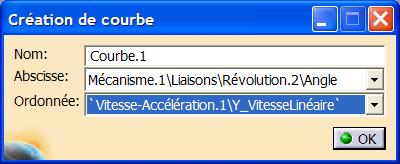 Création de courbe
Nom: Courbe.1
Abscisse: Mécanisme.1\Liaisons\Révolution.2\Angle
Ordonnée: `Vitesse-Accélération.1\Y_VitesseLinéaire`
OK